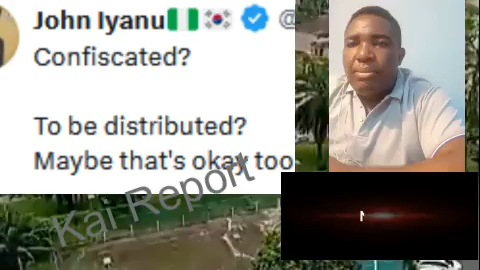 John Iyanu🇳🇬 🇰🇷 @
Confiscated?
To be distributed?
Maybe that's okay too
Kai Report
N